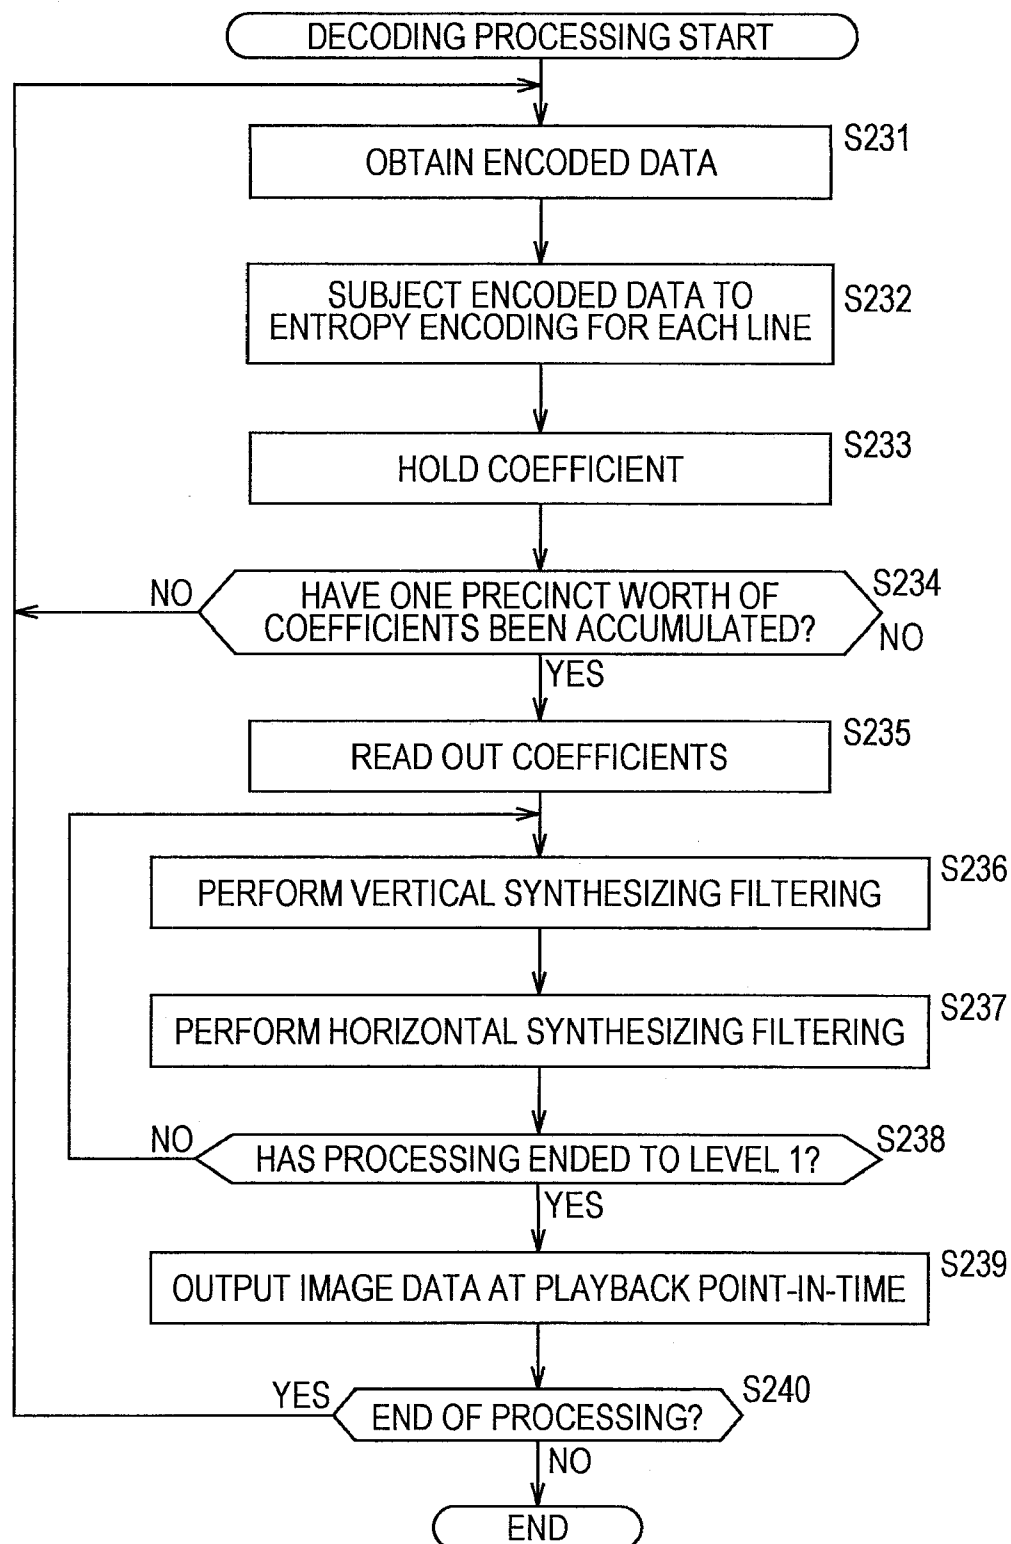 DECODING PROCESSING START
S231
OBTAIN ENCODED DATA
S232
SUBJECT ENCODED DATA TO
ENTROPY ENCODING FOR EACH LINE
S233
HOLD COEFFICIENT
S234
NO
HAVE ONE PRECINCT WORTH OF
COEFFICIENTS BEEN ACCUMULATED?
NO
YES
S235
READ OUT COEFFICIENTS
S236
PERFORM VERTICAL SYNTHESIZING FILTERING
S237
PERFORM HORIZONTAL SYNTHESIZING FILTERING
S238
NO
HAS PROCESSING ENDED TO LEVEL 1?
YES
S239
OUTPUT IMAGE DATA AT PLAYBACK POINT-IN-TIME
S240
YES
END OF PROCESSING?
NO
END